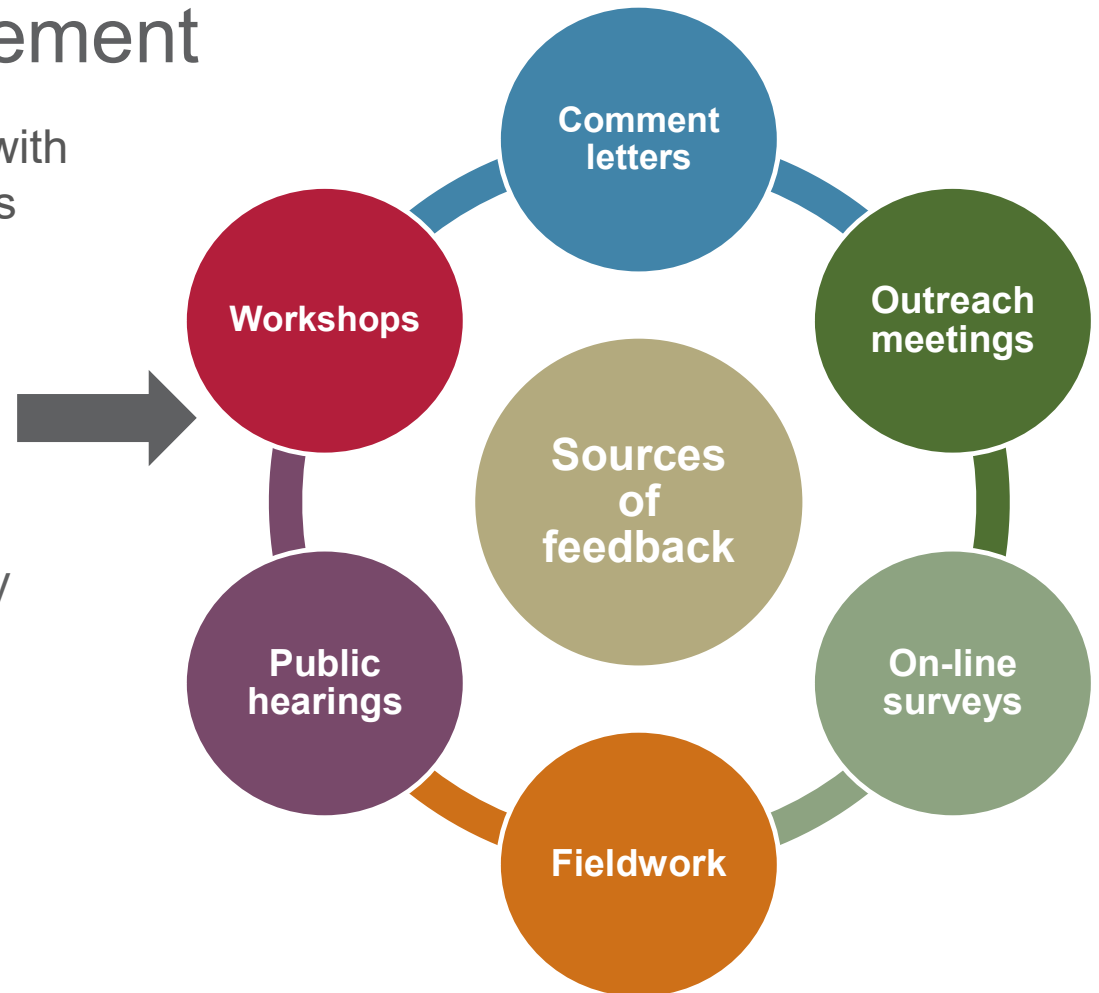 ement
with
s
y
Comment
letters
Outreach
meetings
On-line
surveys
Fieldwork
Public
hearings
Workshops
Sources
of
feedback